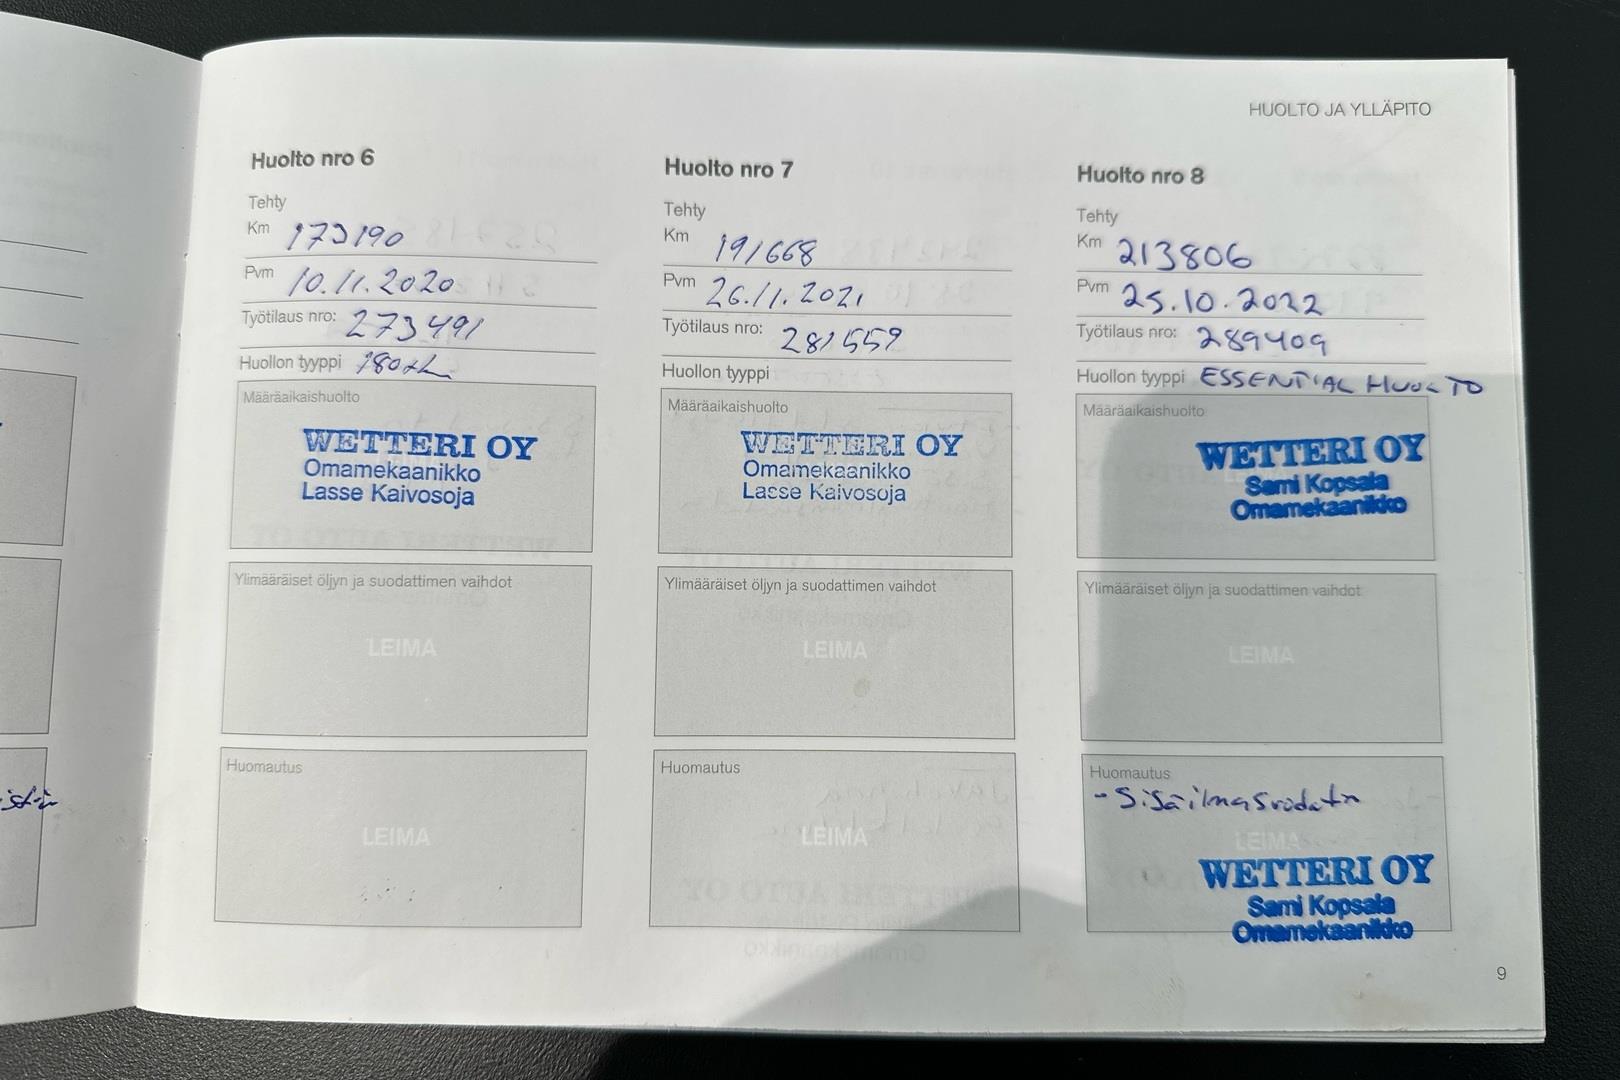 HUOLTO JA YLLÄPITO
Huolto nro 6
Tehty
Km 173190
Pvm 10.11.2020
Työtilaus nro: 273491
Huollon tyyppi 180tkm
Määräaikaishuolto
WETTERI OY
Omamekaanikko
Lasse Kaivosoja
Ylimääräiset öljyn ja suodattimen vaihdot
LEIMA
Huomautus
LEIMA
Huolto nro 7
Tehty
Km 191668
Pvm 26.11.2021
Työtilaus nro: 281559
Huollon tyyppi
Määräaikaishuolto
WETTERI OY
Omamekaanikko
Lasse Kaivosoja
Ylimääräiset öljyn ja suodattimen vaihdot
LEIMA
Huomautus
LEIMA
Huolto nro 8
Tehty
Km 213806
Pvm 25.10.2022
Työtilaus nro: 289409
Huollon tyyppi ESSENTIAL HUOLTO
Määräaikaishuolto
WETTERI OY
Sami Kopsala
Omamekaanikko
Ylimääräiset öljyn ja suodattimen vaihdot
LEIMA
Huomautus
- Sisäilmasuodatin
LEIMA
WETTERI OY
Sami Kopsala
Omamekaanikko
9